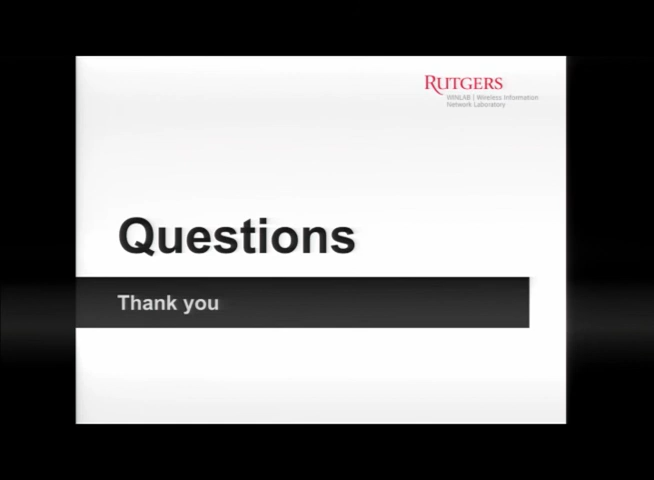 RUTGERS
WINLAB | Wireless Information
Network Laboratory
Questions
Thank you